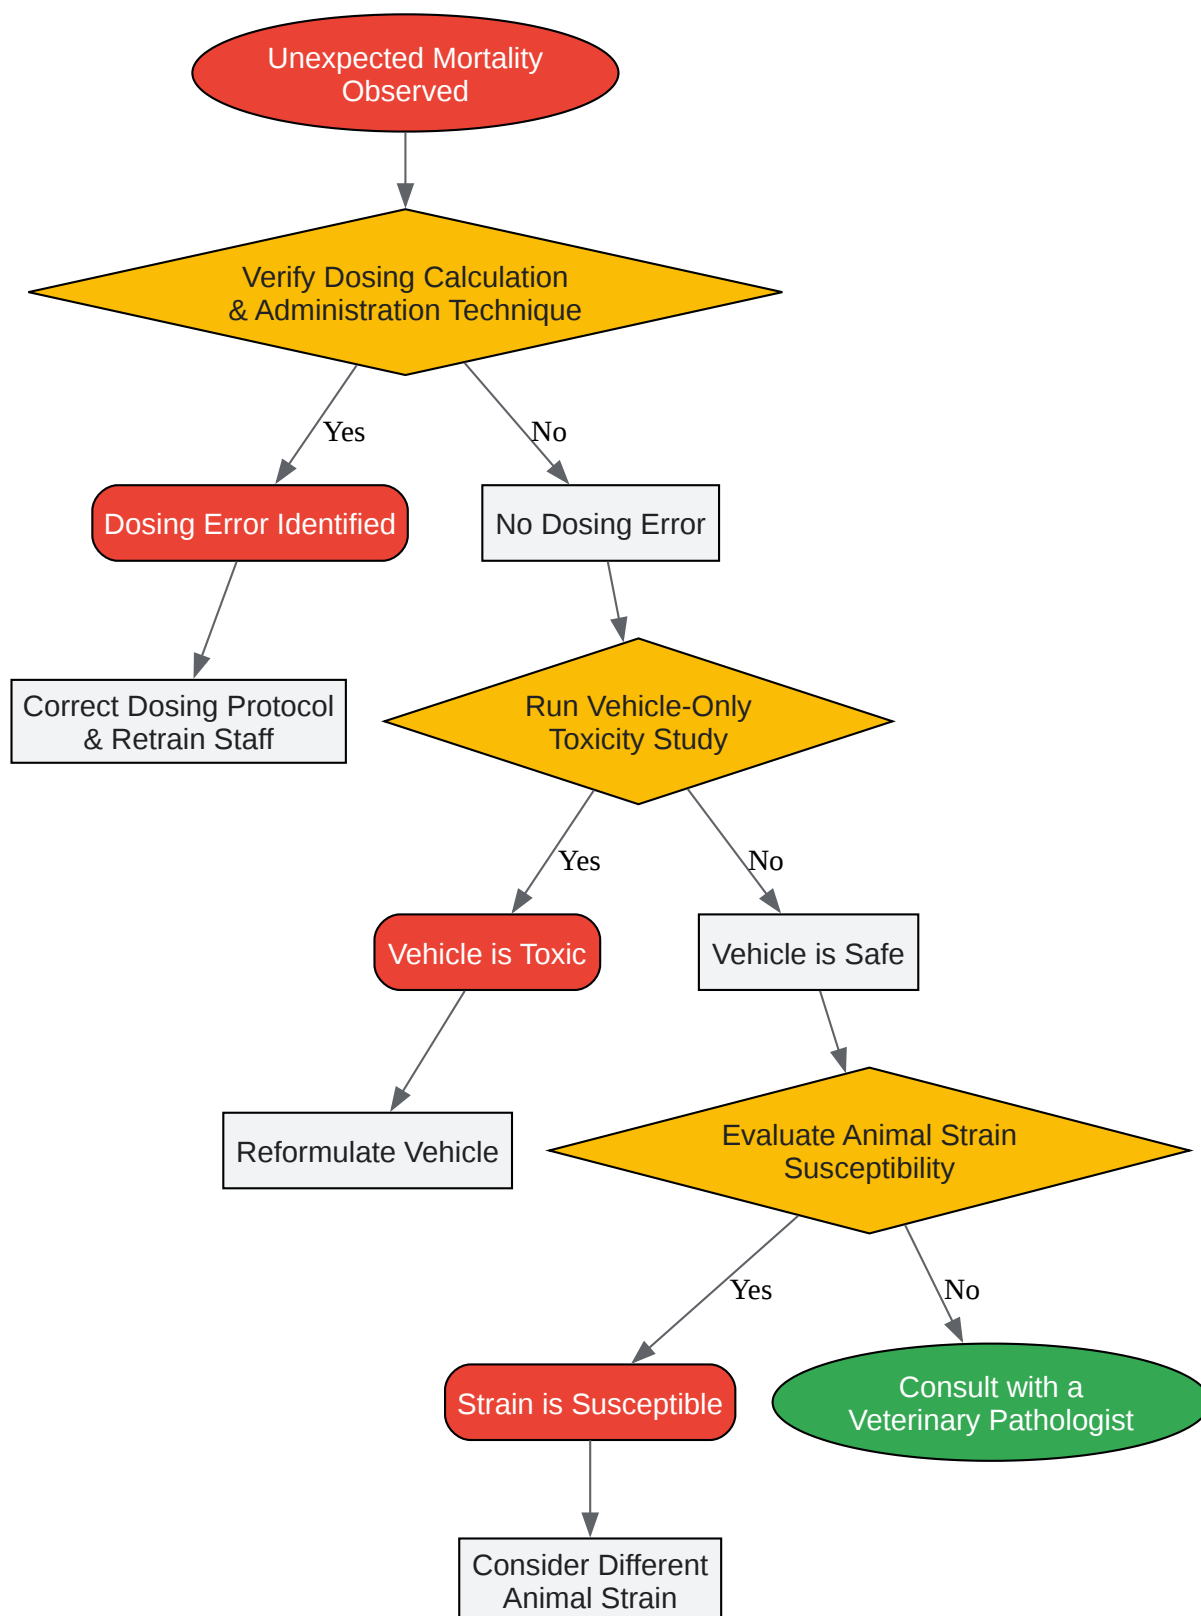 Unexpected Mortality
Observed
Verify Dosing Calculation
& Administration Technique
Yes
No
Dosing Error Identified
No Dosing Error
Correct Dosing Protocol
& Retrain Staff
Run Vehicle-Only
Toxicity Study
Yes
No
Vehicle is Toxic
Vehicle is Safe
Reformulate Vehicle
Evaluate Animal Strain
Susceptibility
Yes
No
Strain is Susceptible
Consult with a
Veterinary Pathologist
Consider Different
Animal Strain